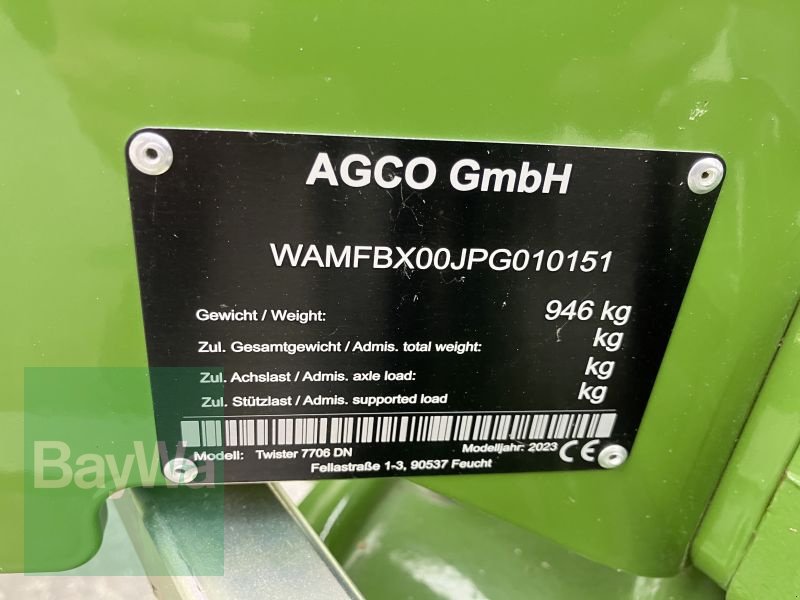 AGCO GmbH
WAMFBX00JPG010151
Gewicht / Weight: 946 kg
Zul. Gesamtgewicht / Admis. total weight: kg
Zul. Achslast / Admis. axle load: kg
Zul. Stützlast / Admis. supported load kg
Modell: Twister 7706 DN Modelljahr: 2023 CE
Fellastraße 1-3, 90537 Feucht
BayWa